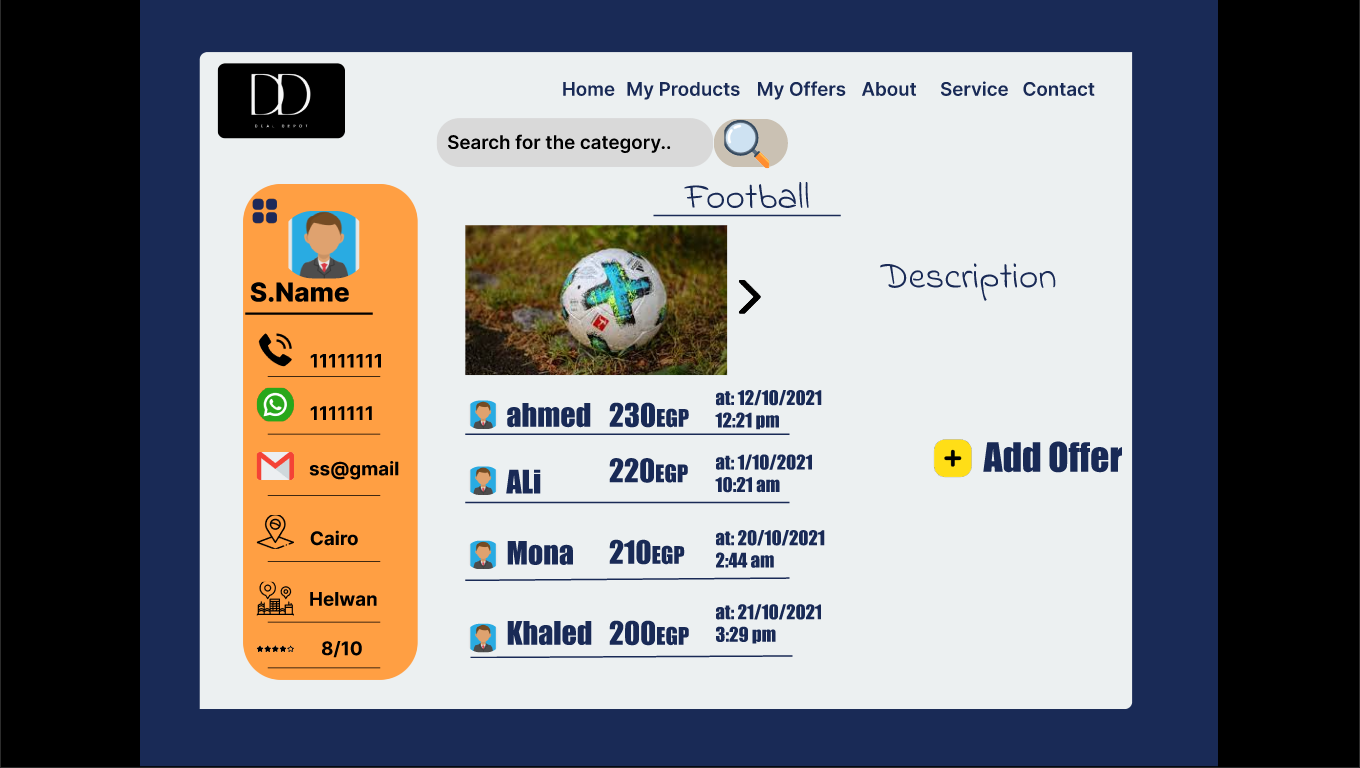 DD
DEAL DEPOT
Home My Products My Offers About Service Contact
Search for the category..
Football
Description
S.Name
11111111
1111111
ss@gmail
Cairo
Helwan
8/10
ahmed 230EGP at: 12/10/2021
12:21 pm
ALi 220EGP at: 1/10/2021
10:21 am
Mona 210EGP at: 20/10/2021
2:44 am
Khaled 200EGP at: 21/10/2021
3:29 pm
Add Offer